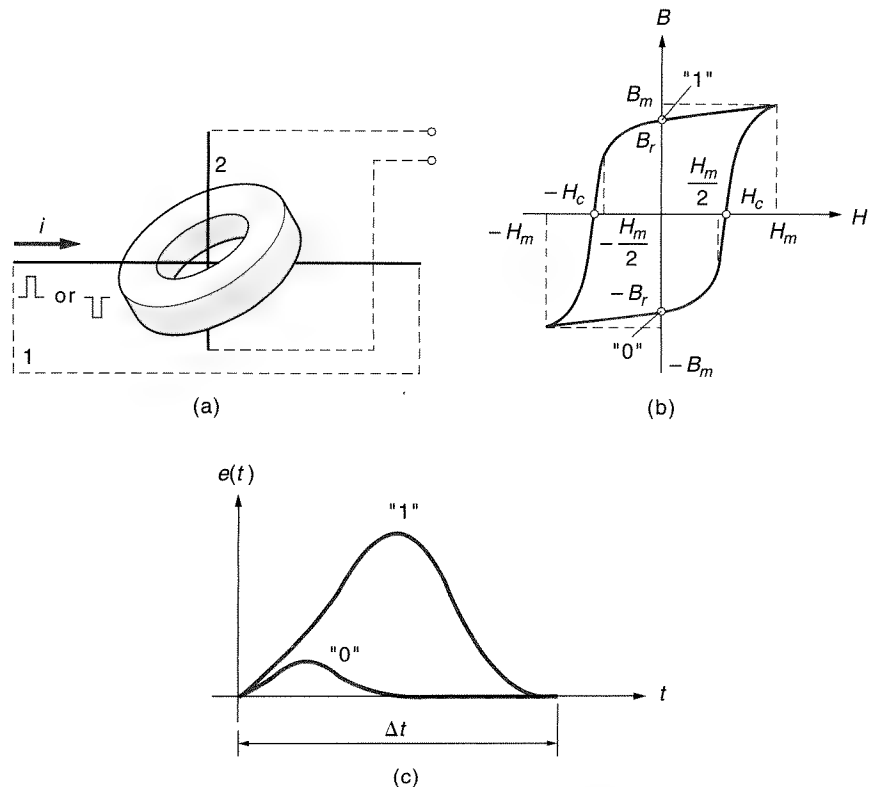 2
i
or
1
(a)
B
"1"
B_m
B_r
H_m/2
-H_c
H_c
H
-H_m
-H_m/2
H_m
-B_r
"0"
-B_m
(b)
e(t)
"1"
"0"
t
Δt
(c)